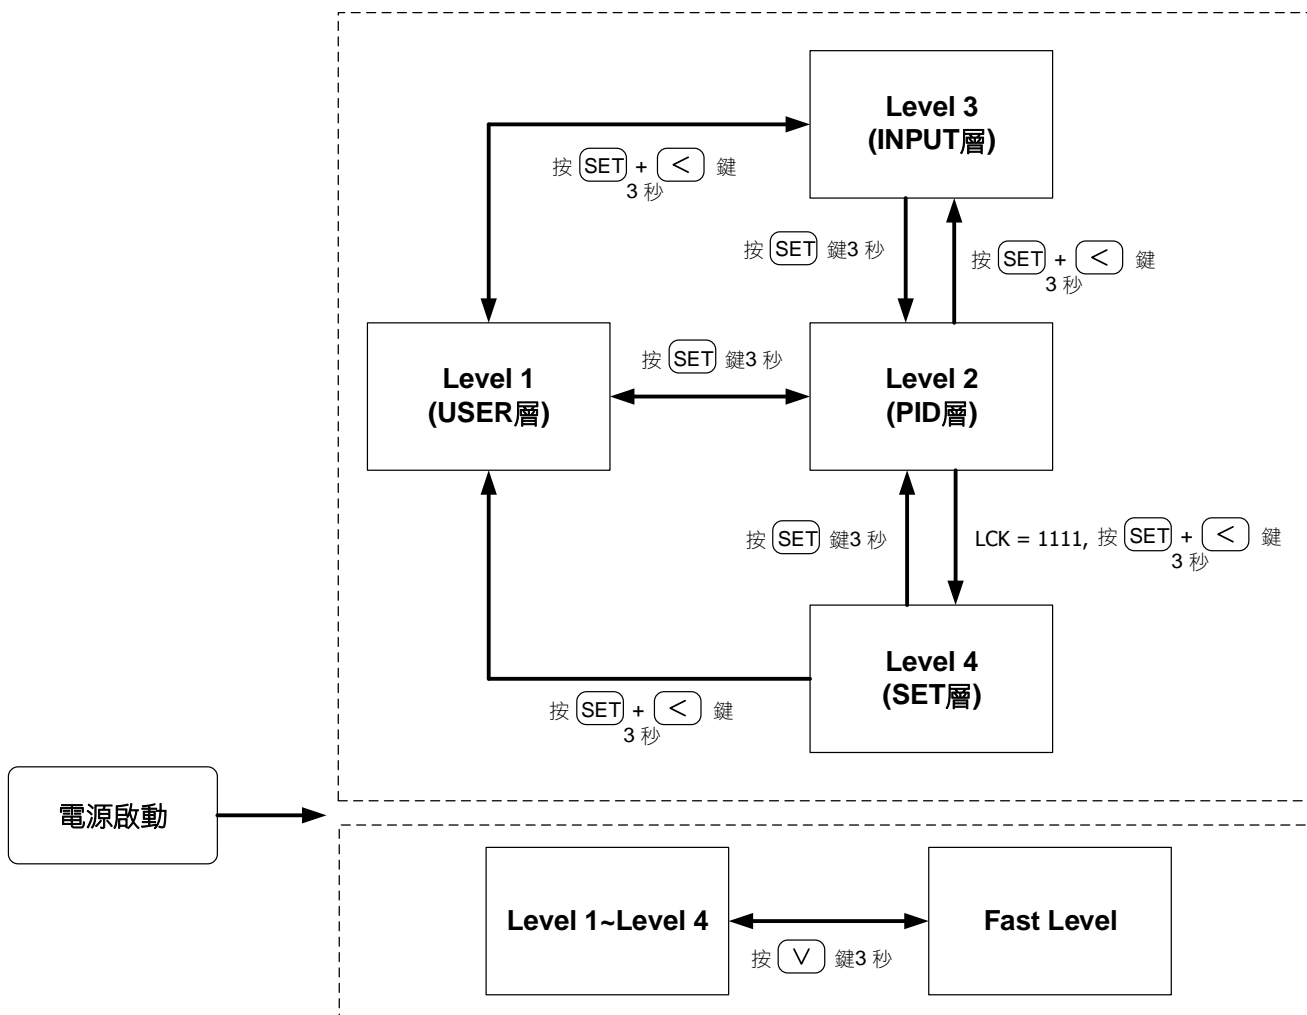 Level 3
(INPUT層)
按 SET + < 鍵
3 秒
按 SET 鍵3 秒
按 SET + < 鍵
3 秒
Level 1
(USER層)
按 SET 鍵3 秒
Level 2
(PID層)
按 SET 鍵3 秒
LCK = 1111, 按 SET + < 鍵
3 秒
Level 4
(SET層)
按 SET + < 鍵
3 秒
電源啟動
Level 1~Level 4
按 ∨ 鍵3 秒
Fast Level